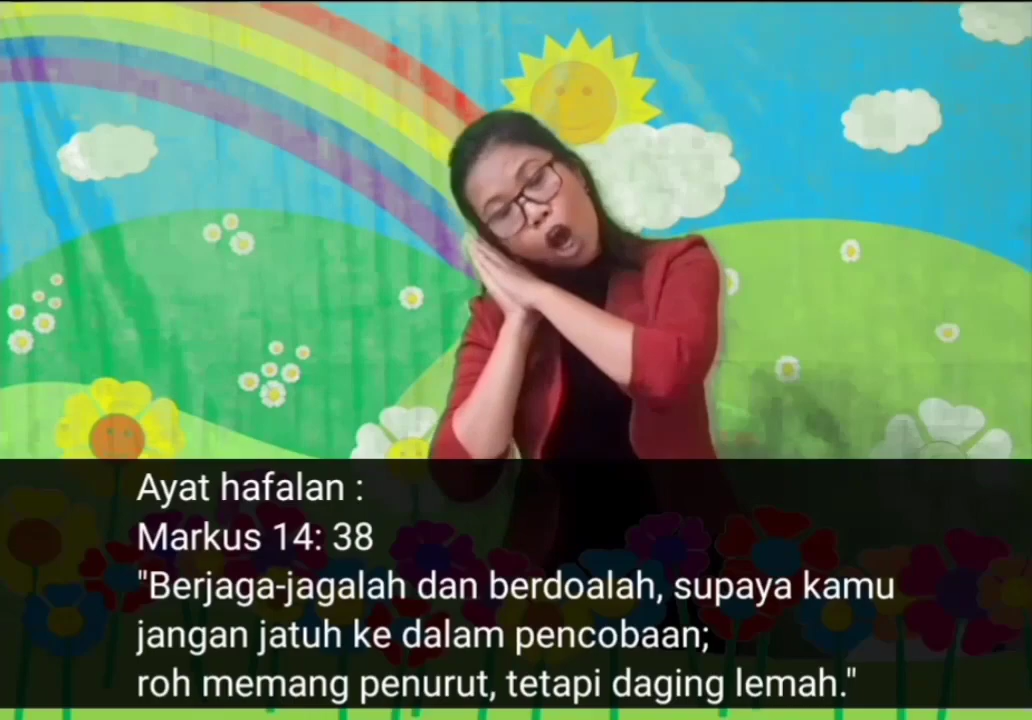 Ayat hafalan :
Markus 14: 38
"Berjaga-jagalah dan berdoalah, supaya kamu
jangan jatuh ke dalam pencobaan;
roh memang penurut, tetapi daging lemah."